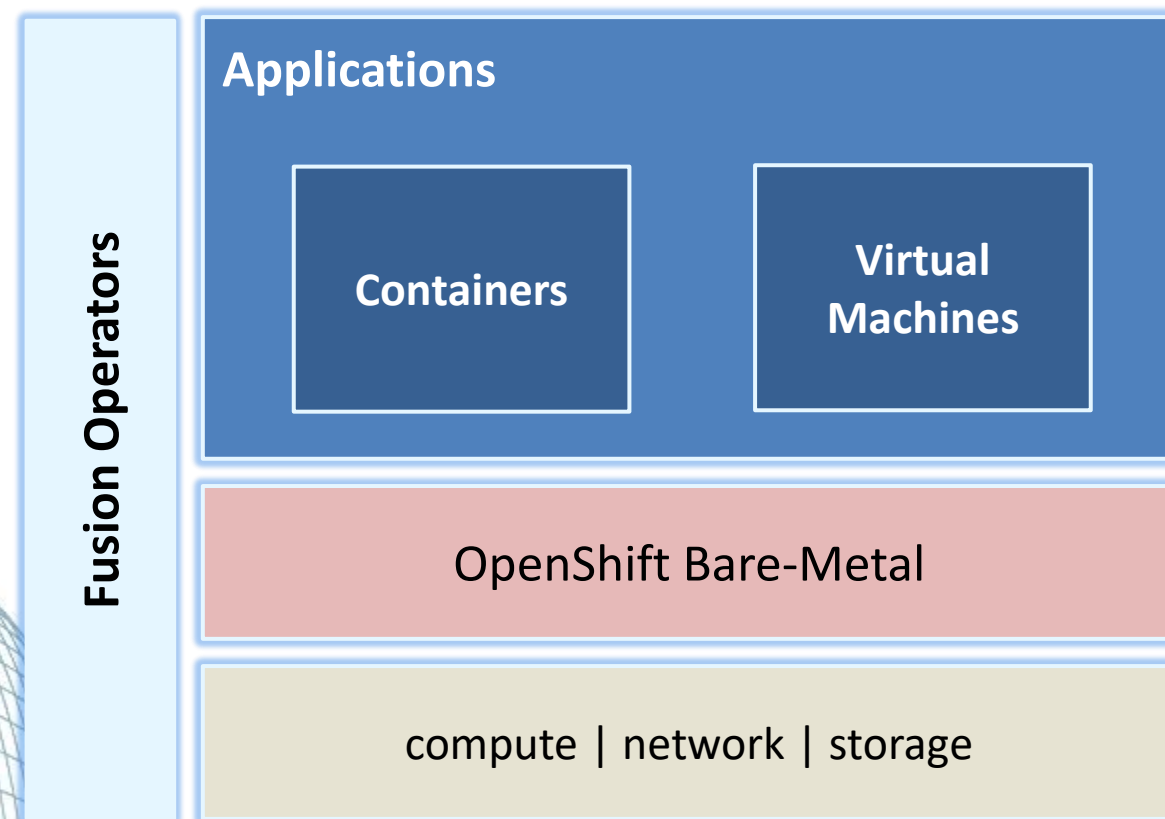 Fusion Operators
Applications
Containers
Virtual
Machines
OpenShift Bare-Metal
compute | network | storage